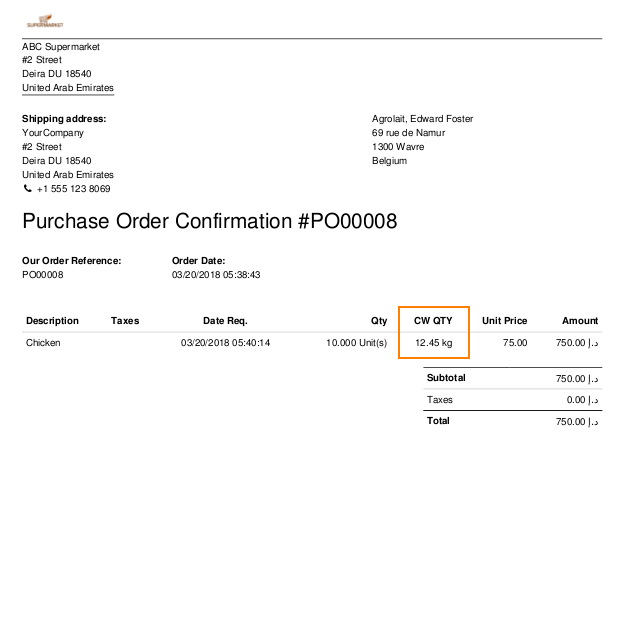 SUPERMARKET
ABC Supermarket
#2 Street
Deira DU 18540
United Arab Emirates
Shipping address:
YourCompany
#2 Street
Deira DU 18540
United Arab Emirates
+1 555 123 8069
Agrolait, Edward Foster
69 rue de Namur
1300 Wavre
Belgium
Purchase Order Confirmation #PO00008
Our Order Reference: Order Date:
PO00008 03/20/2018 05:38:43
Description Taxes Date Req. Qty CW QTY Unit Price Amount
Chicken 03/20/2018 05:40:14 10.000 Unit(s) 12.45 kg 75.00 750.00 د.إ
Subtotal 750.00 د.إ
Taxes 0.00 د.إ
Total 750.00 د.إ